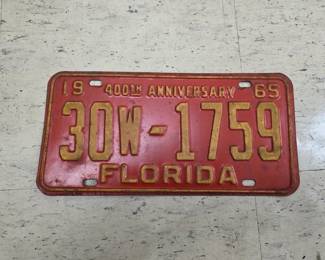 19 400TH ANNIVERSARY 65
30W-1759
FLORIDA